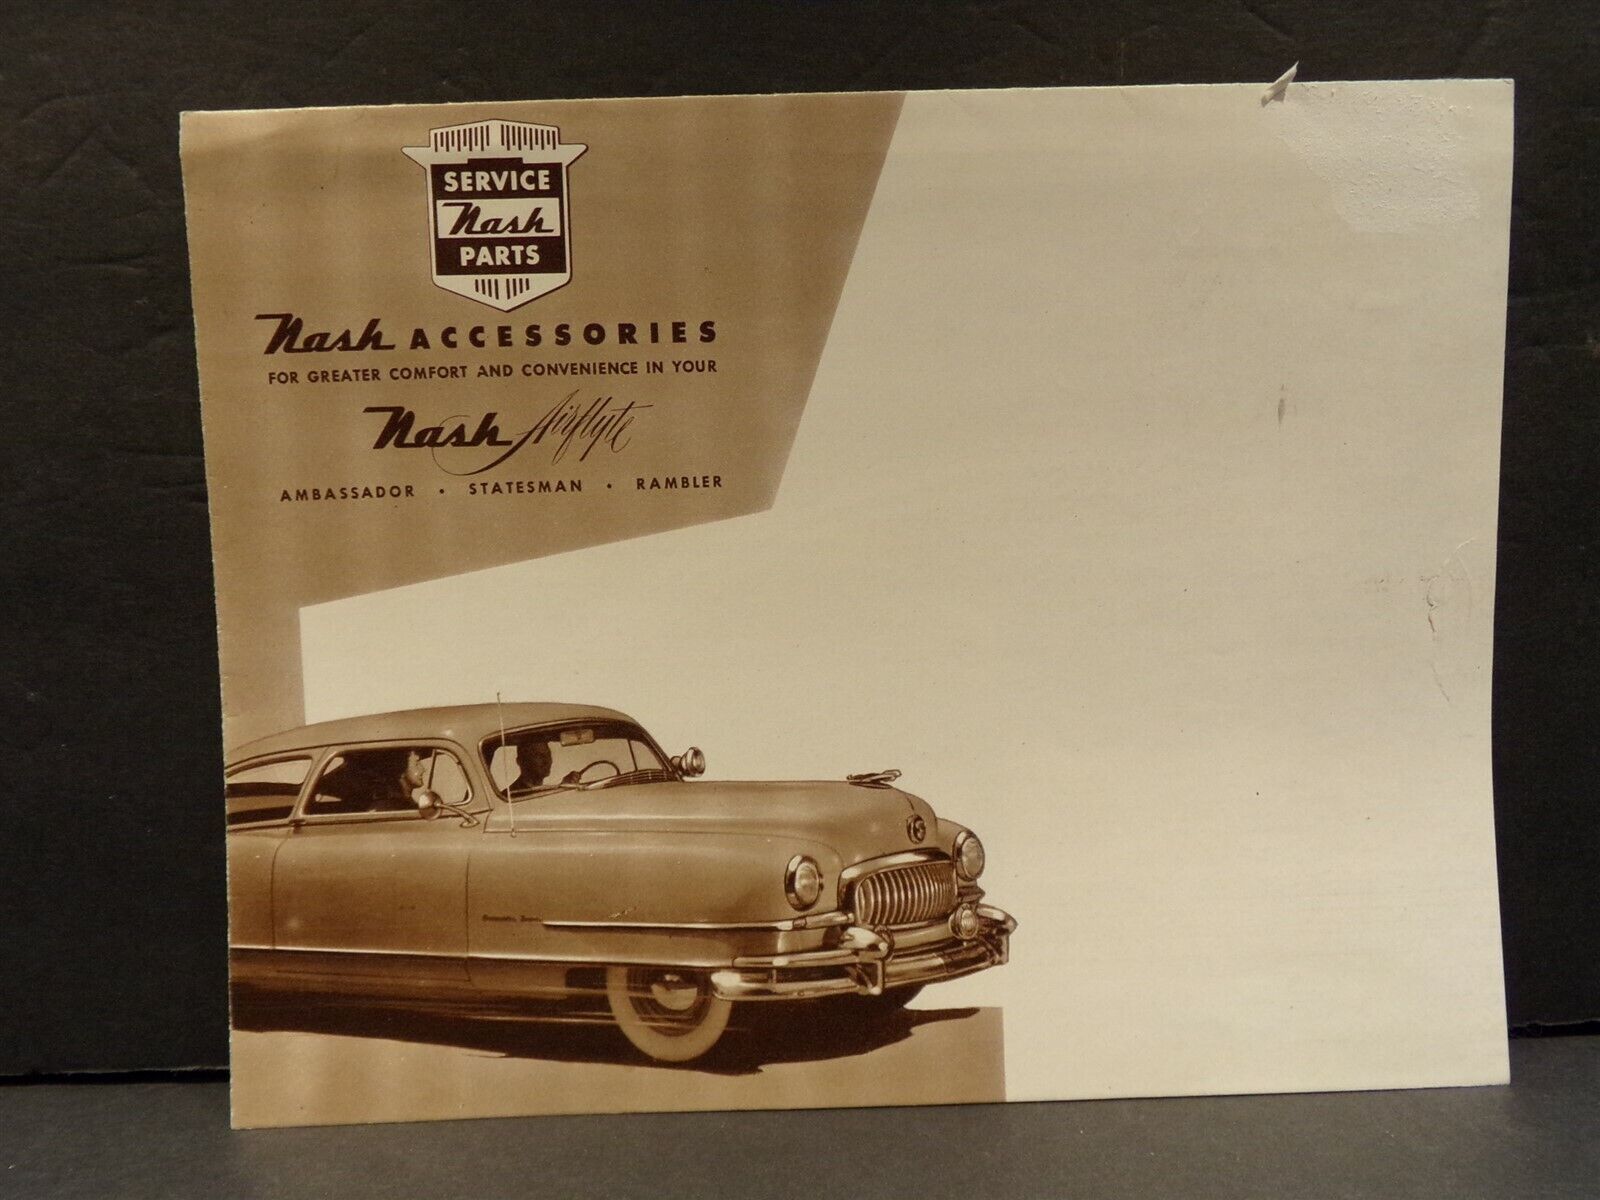 SERVICE
Nash
PARTS
Nash ACCESSORIES
FOR GREATER COMFORT AND CONVENIENCE IN YOUR
Nash Airflyte
AMBASSADOR • STATESMAN • RAMBLER